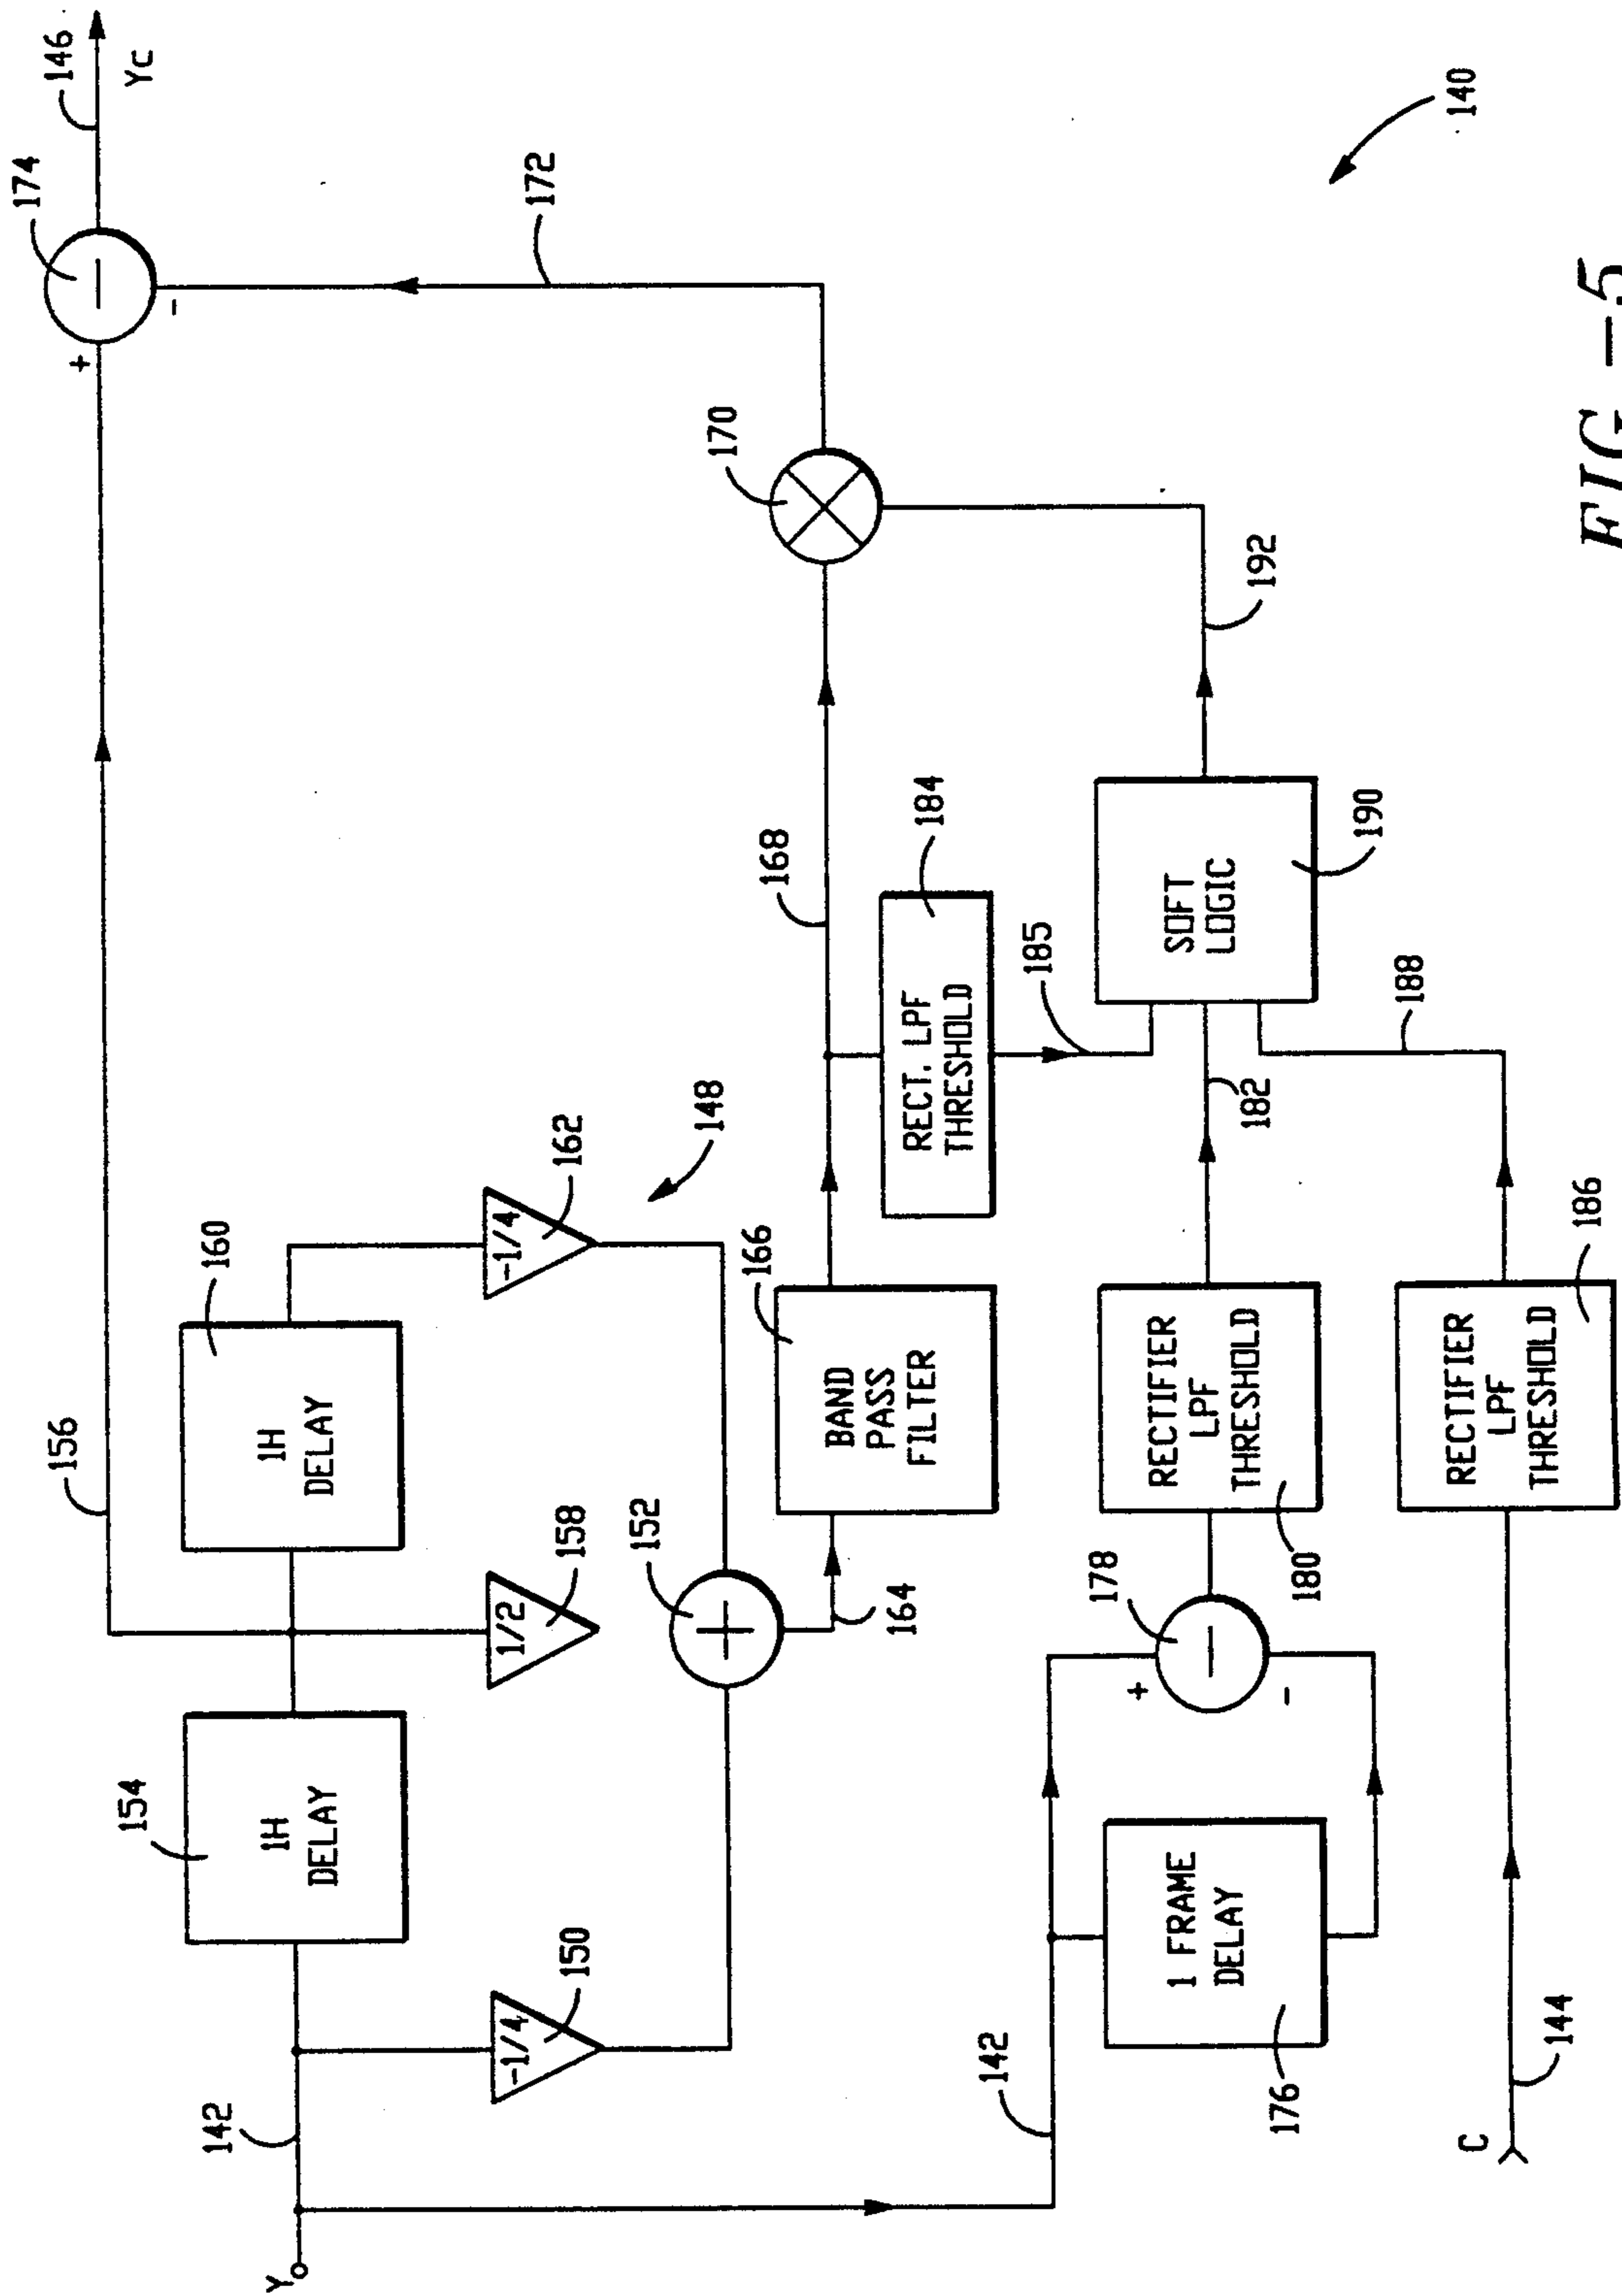 174
146
Yc
+
−
-
172
156
154
1H
DELAY
160
1H
DELAY
142
Y
-1/4
150
1/2
158
-1/4
162
148
152
+
164
166
BAND
PASS
FILTER
168
170
RECT. LPF
THRESHOLD
184
185
142
1 FRAME
DELAY
176
178
+
−
-
RECTIFIER
LPF
THRESHOLD
180
182
SOFT
LOGIC
190
192
188
C
144
RECTIFIER
LPF
THRESHOLD
186
140
FIG-5